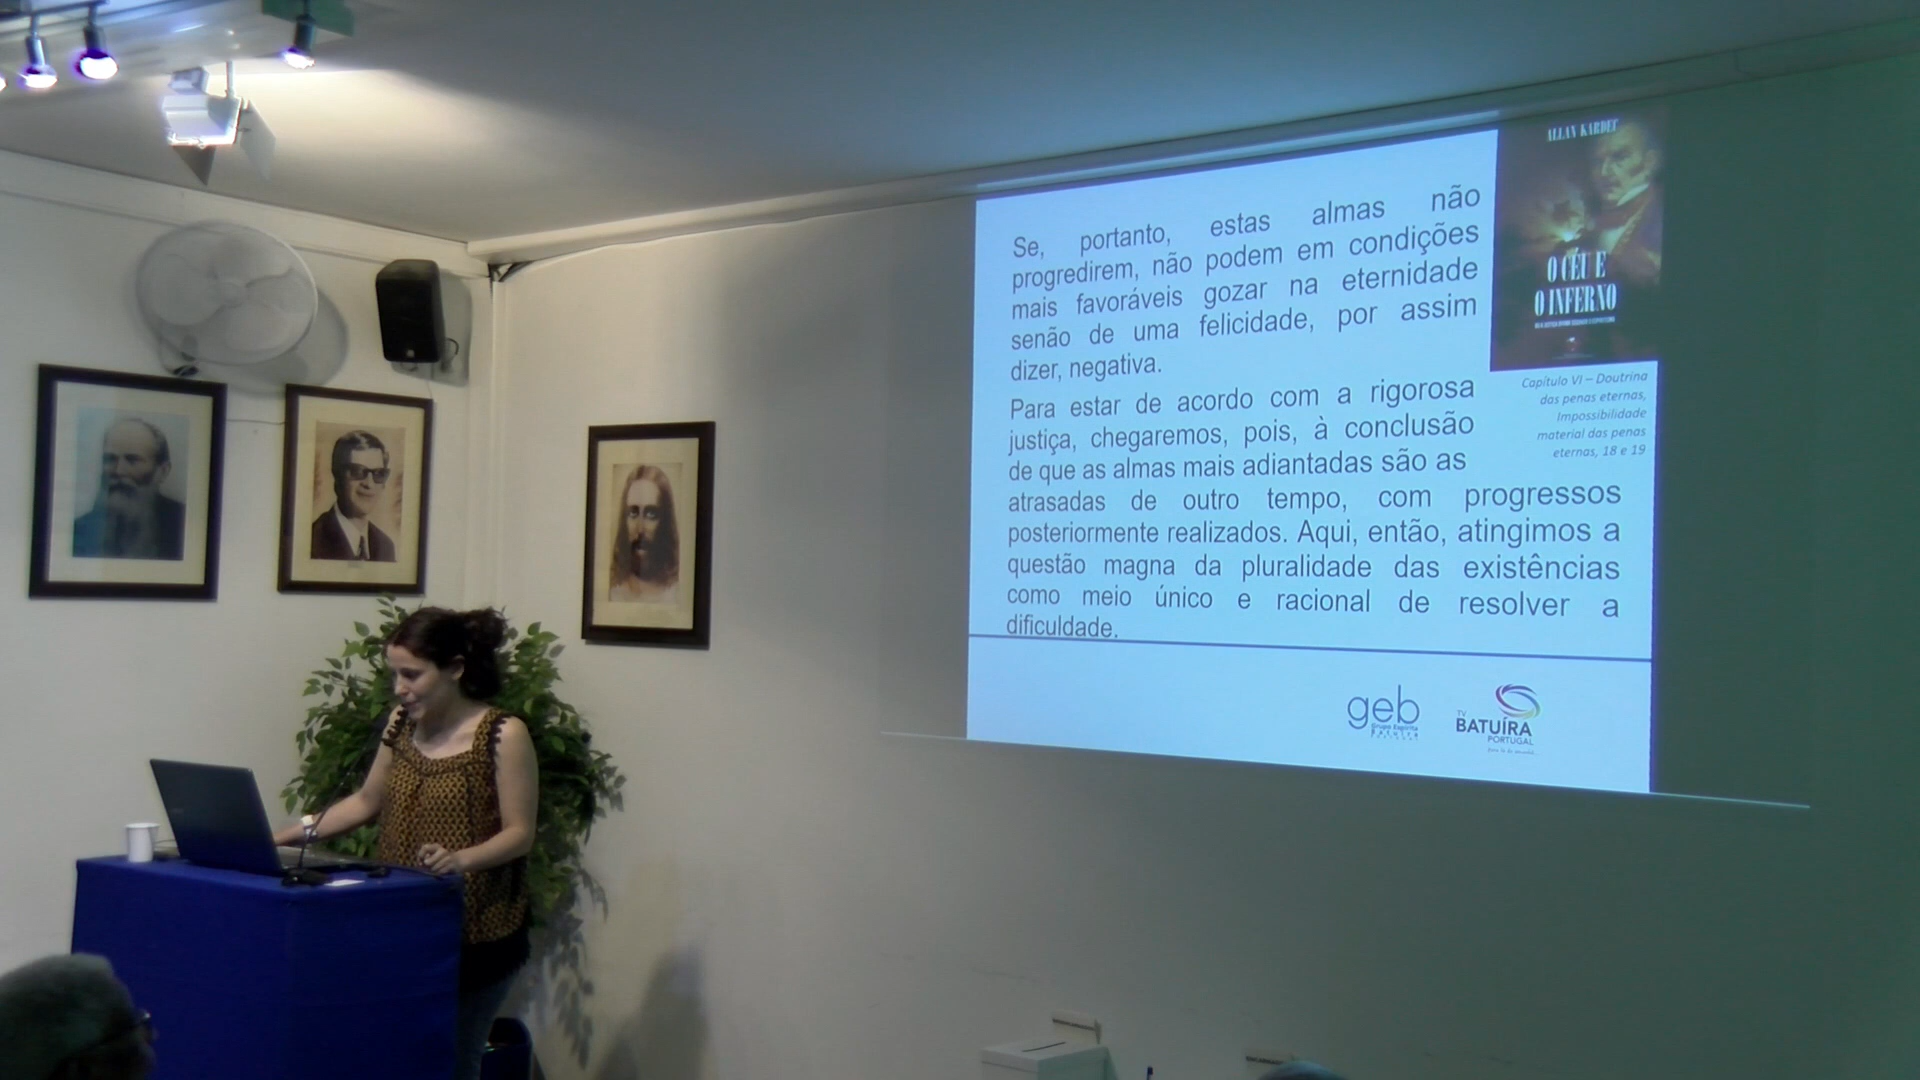 Se, portanto, estas almas não
progredirem, não podem em condições
mais favoráveis gozar na eternidade
senão de uma felicidade, por assim
dizer, negativa.
Para estar de acordo com a rigorosa
justiça, chegaremos, pois, à conclusão
de que as almas mais adiantadas são as
atrasadas de outro tempo, com progressos
posteriormente realizados. Aqui, então, atingimos a
questão magna da pluralidade das existências
como meio único e racional de resolver a
dificuldade.
ALLAN KARDEC
O CÉU E
O INFERNO
Capítulo VI – Doutrina
das penas eternas,
Impossibilidade
material das penas
eternas, 18 e 19
geb
Grupo Espírita
Batuíra
TV
BATUÍRA
PORTUGAL